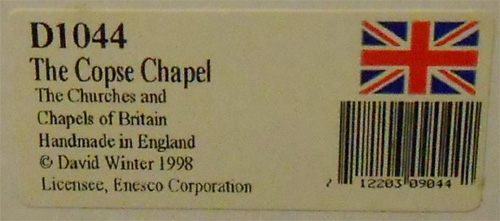 D1044
The Copse Chapel
The Churches and
Chapels of Britain
Handmade in England
© David Winter 1998
Licensee, Enesco Corporation
7 12203 09044